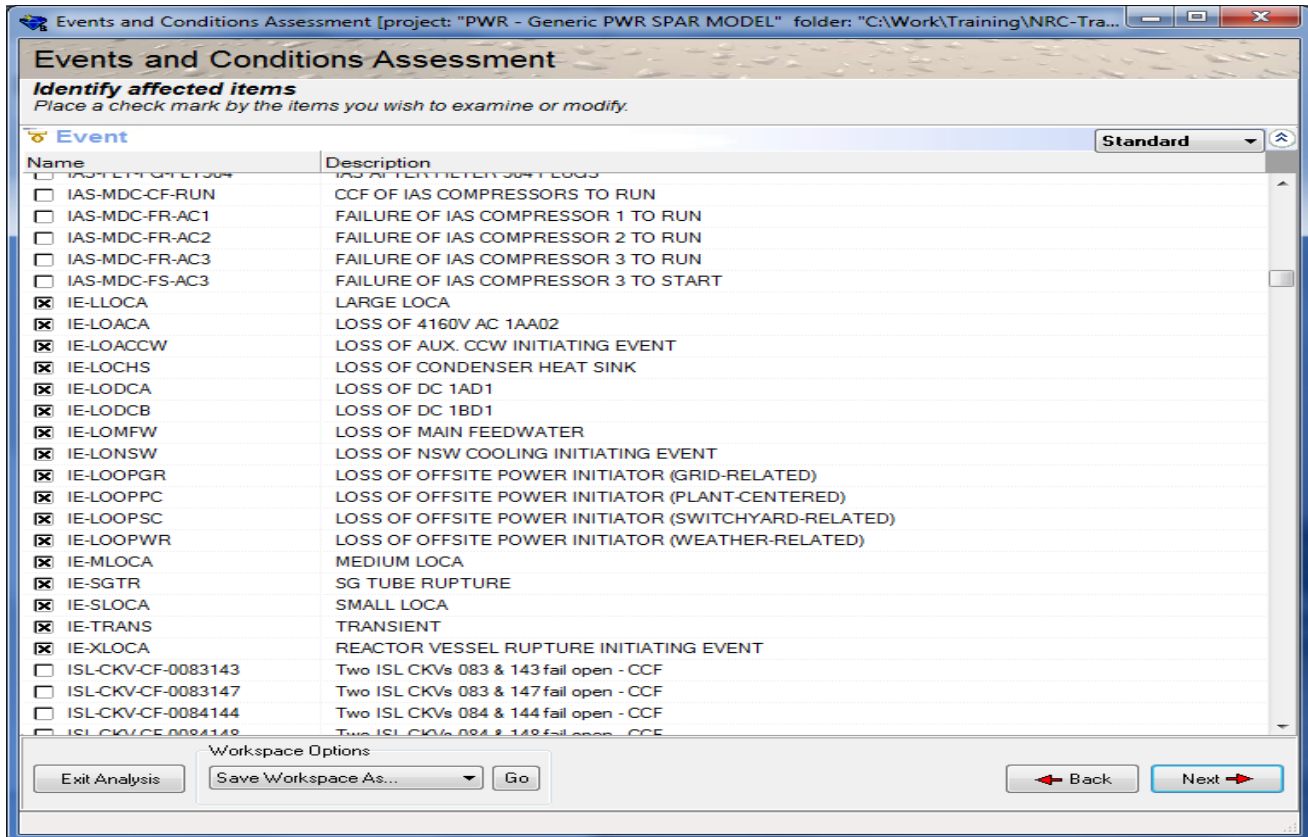 Events and Conditions Assessment [project: "PWR - Generic PWR SPAR MODEL" folder: "C:\Work\Training\NRC-Tra...
Events and Conditions Assessment
Identify affected items
Place a check mark by the items you wish to examine or modify.
Event Standard
Name Description
IAS-MDC-CF-RUN CCF OF IAS COMPRESSORS TO RUN
IAS-MDC-FR-AC1 FAILURE OF IAS COMPRESSOR 1 TO RUN
IAS-MDC-FR-AC2 FAILURE OF IAS COMPRESSOR 2 TO RUN
IAS-MDC-FR-AC3 FAILURE OF IAS COMPRESSOR 3 TO RUN
IAS-MDC-FS-AC3 FAILURE OF IAS COMPRESSOR 3 TO START
IE-LLOCA LARGE LOCA
IE-LOACA LOSS OF 4160V AC 1AA02
IE-LOACCW LOSS OF AUX. CCW INITIATING EVENT
IE-LOCHS LOSS OF CONDENSER HEAT SINK
IE-LODCA LOSS OF DC 1AD1
IE-LODCB LOSS OF DC 1BD1
IE-LOMFW LOSS OF MAIN FEEDWATER
IE-LONSW LOSS OF NSW COOLING INITIATING EVENT
IE-LOOPGR LOSS OF OFFSITE POWER INITIATOR (GRID-RELATED)
IE-LOOPPC LOSS OF OFFSITE POWER INITIATOR (PLANT-CENTERED)
IE-LOOPSC LOSS OF OFFSITE POWER INITIATOR (SWITCHYARD-RELATED)
IE-LOOPWR LOSS OF OFFSITE POWER INITIATOR (WEATHER-RELATED)
IE-MLOCA MEDIUM LOCA
IE-SGTR SG TUBE RUPTURE
IE-SLOCA SMALL LOCA
IE-TRANS TRANSIENT
IE-XLOCA REACTOR VESSEL RUPTURE INITIATING EVENT
ISL-CKV-CF-0083143 Two ISL CKVs 083 & 143 fail open - CCF
ISL-CKV-CF-0083147 Two ISL CKVs 083 & 147 fail open - CCF
ISL-CKV-CF-0084144 Two ISL CKVs 084 & 144 fail open - CCF
ISL-CKV-CF-0084148 Two ISL CKVs 084 & 148 fail open - CCF
Workspace Options
Exit Analysis Save Workspace As... Go Back Next